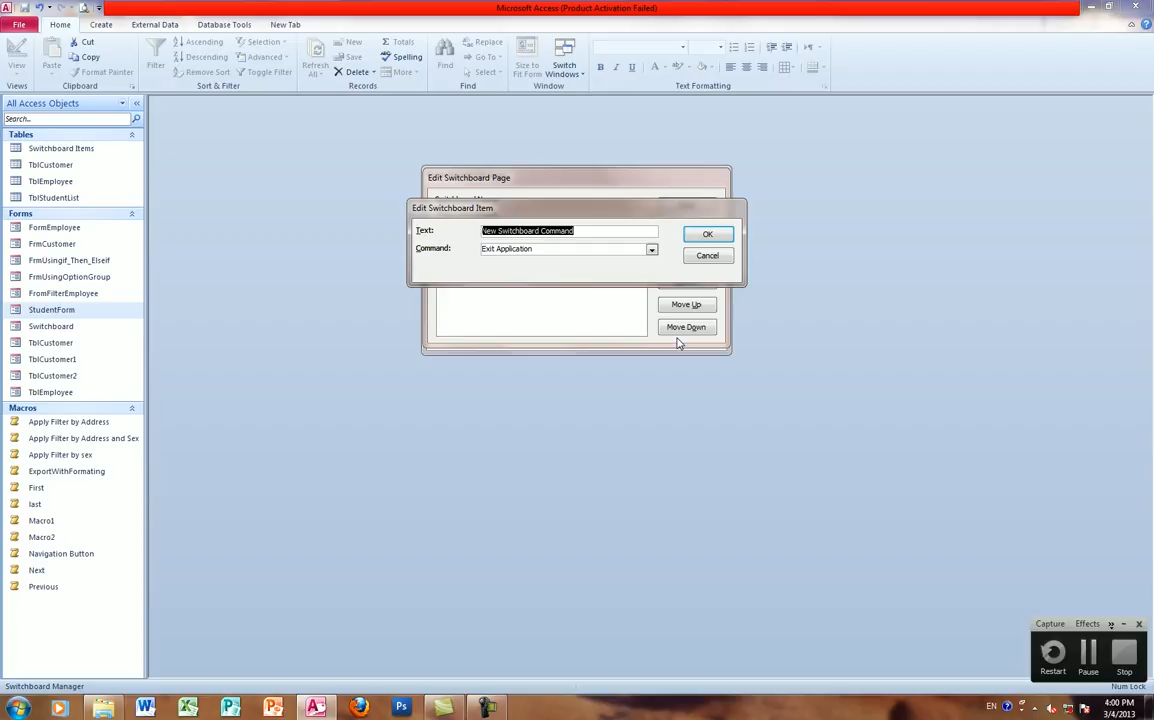 Microsoft Access (Product Activation Failed)
File Home Create External Data Database Tools New Tab
View
Views
Paste
Cut
Copy
Format Painter
Clipboard
Filter
Ascending
Descending
Remove Sort
Selection
Advanced
Toggle Filter
Sort & Filter
Refresh All
New
Save
Delete
Totals
Spelling
More
Records
Find
Replace
Go To
Select
Find
Size to Fit Form
Switch Windows
Window
B I U
Text Formatting
All Access Objects
Search...
Tables
Switchboard Items
TblCustomer
TblEmployee
TblStudentList
Forms
FormEmployee
FrmCustomer
FrmUsingif_Then_Elseif
FrmUsingOptionGroup
FromFilterEmployee
StudentForm
Switchboard
TblCustomer
TblCustomer1
TblCustomer2
TblEmployee
Macros
Apply Filter by Address
Apply Filter by Address and Sex
Apply Filter by sex
ExportWithFormating
First
last
Macro1
Macro2
Navigation Button
Next
Previous
Edit Switchboard Page
Edit Switchboard Item
Text: New Switchboard Command
Command: Exit Application
OK
Cancel
Move Up
Move Down
Capture Effects
Restart Pause Stop
Switchboard Manager
Num Lock
EN
4:00 PM
3/4/2013